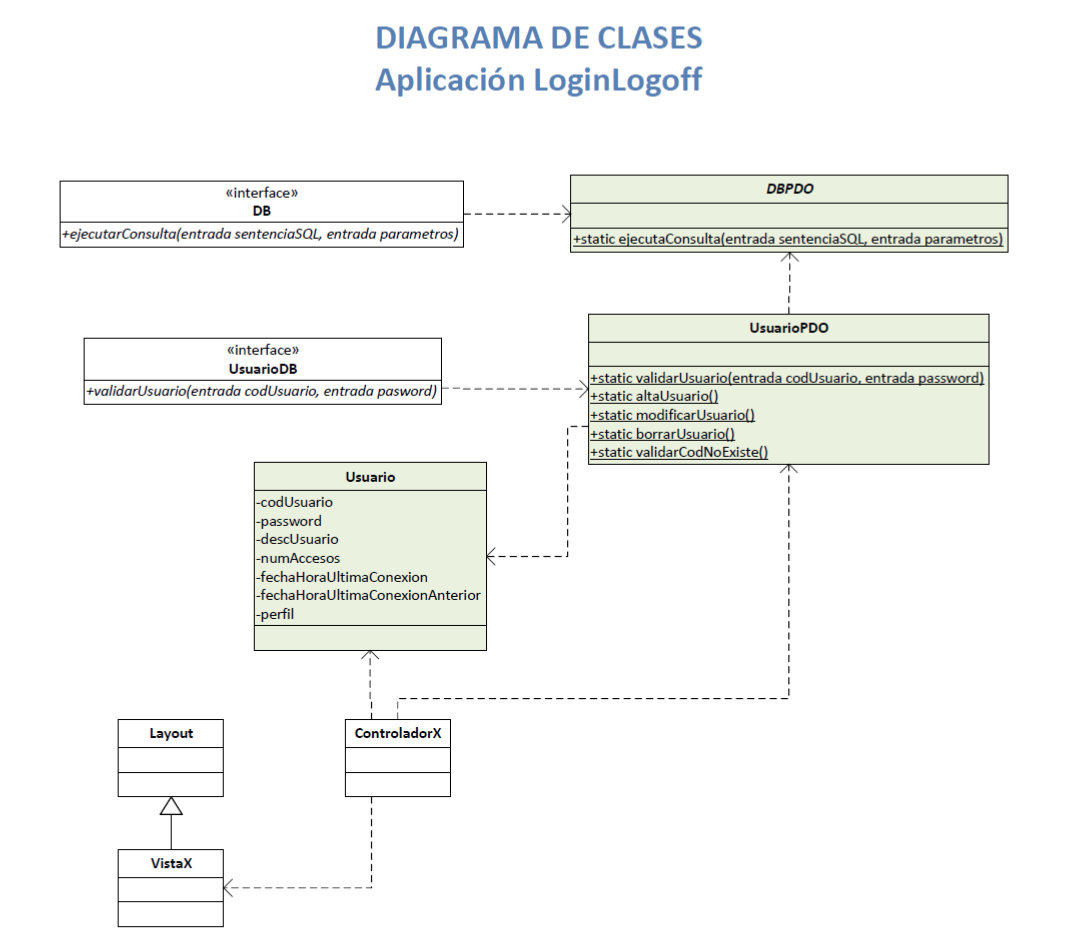 DIAGRAMA DE CLASES
Aplicación LoginLogoff
«interface»
DB
+ejecutarConsulta(entrada sentenciaSQL, entrada parametros)
DBPDO
+static ejecutaConsulta(entrada sentenciaSQL, entrada parametros)
«interface»
UsuarioDB
+validarUsuario(entrada codUsuario, entrada pasword)
UsuarioPDO
+static validarUsuario(entrada codUsuario, entrada password)
+static altaUsuario()
+static modificarUsuario()
+static borrarUsuario()
+static validarCodNoExiste()
Usuario
-codUsuario
-password
-descUsuario
-numAccesos
-fechaHoraUltimaConexion
-fechaHoraUltimaConexionAnterior
-perfil
Layout
ControladorX
VistaX